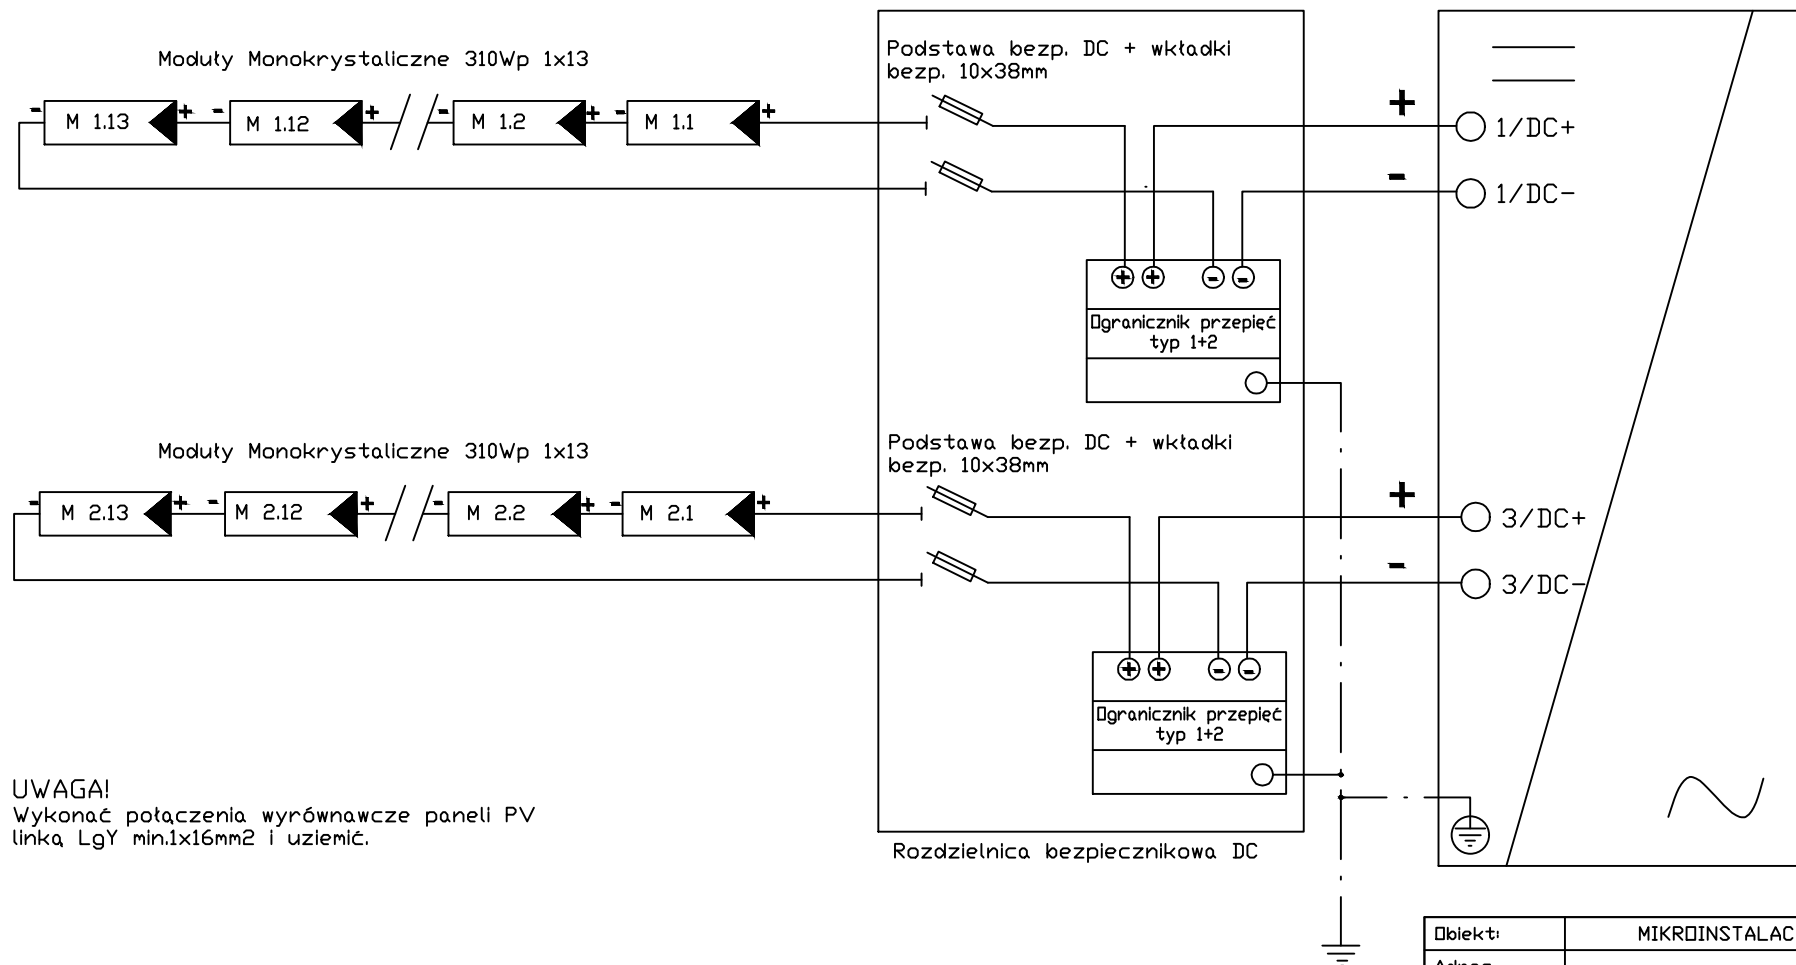 Moduły Monokrystaliczne 310Wp 1x13
- M 1.13 + - M 1.12 + - M 1.2 + - M 1.1 +
Podstawa bezp. DC + wkładki
bezp. 10x38mm
+
1/DC+
-
1/DC-
+ + - -
Ogranicznik przepięć
typ 1+2
Moduły Monokrystaliczne 310Wp 1x13
- M 2.13 + - M 2.12 + - M 2.2 + - M 2.1 +
Podstawa bezp. DC + wkładki
bezp. 10x38mm
+
3/DC+
-
3/DC-
+ + - -
Ogranicznik przepięć
typ 1+2
UWAGA!
Wykonać połączenia wyrównawcze paneli PV
linką LgY min.1x16mm2 i uziemić.
Rozdzielnica bezpiecznikowa DC
Obiekt: MIKROINSTALAC